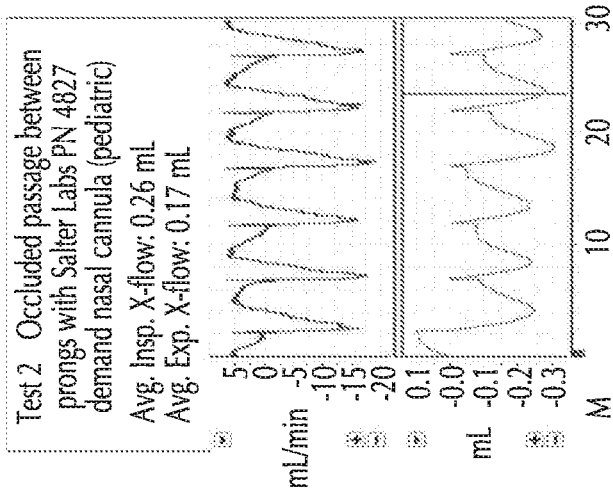 Test 2 Occluded passage between
prongs with Salter Labs PN 4827
demand nasal cannula (pediatric)
Avg. Insp. X-flow: 0.26 mL
Avg. Exp. X-flow: 0.17 mL
mL/min
5
0
-5
-10
-15
-20
mL
0.1
-0.0
-0.1
-0.2
-0.3
M
10
20
30